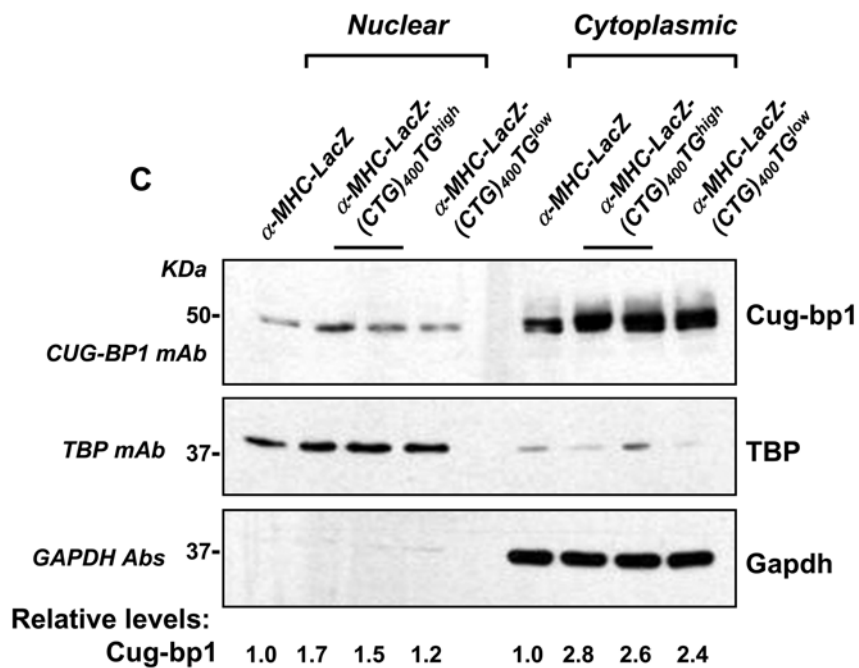 Nuclear Cytoplasmic
C
α-MHC-LacZ
α-MHC-LacZ-
(CTG)400TGhigh
α-MHC-LacZ-
(CTG)400TGlow
α-MHC-LacZ
α-MHC-LacZ-
(CTG)400TGhigh
α-MHC-LacZ-
(CTG)400TGlow
KDa
50-
CUG-BP1 mAb
Cug-bp1
TBP mAb 37- TBP
GAPDH Abs 37- Gapdh
Relative levels:
Cug-bp1 1.0 1.7 1.5 1.2 1.0 2.8 2.6 2.4